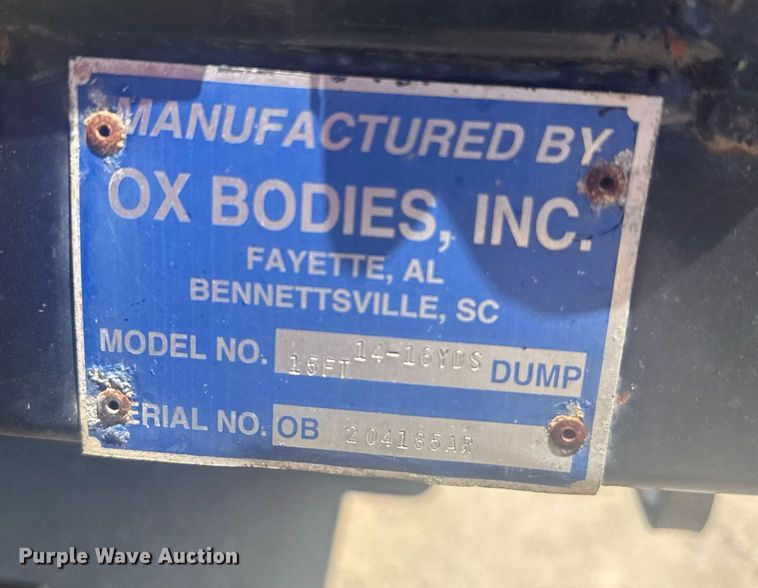 MANUFACTURED BY
OX BODIES, INC.
FAYETTE, AL
BENNETTSVILLE, SC
MODEL NO. 15FT 14-16YDS DUMP
SERIAL NO. OB 204185AR
Purple Wave Auction